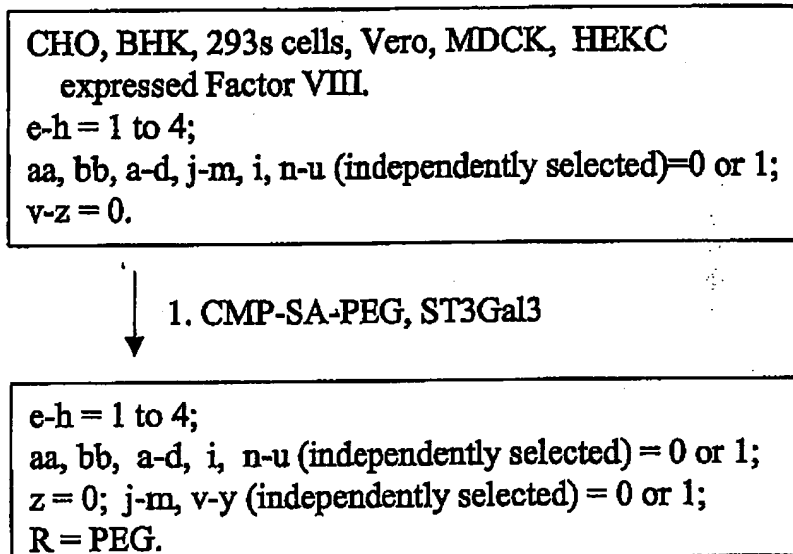 CHO, BHK, 293s cells, Vero, MDCK, HEKC
expressed Factor VIII.
e-h = 1 to 4;
aa, bb, a-d, j-m, i, n-u (independently selected)=0 or 1;
v-z = 0.
1. CMP-SA-PEG, ST3Gal3
e-h = 1 to 4;
aa, bb, a-d, i, n-u (independently selected) = 0 or 1;
z = 0; j-m, v-y (independently selected) = 0 or 1;
R = PEG.